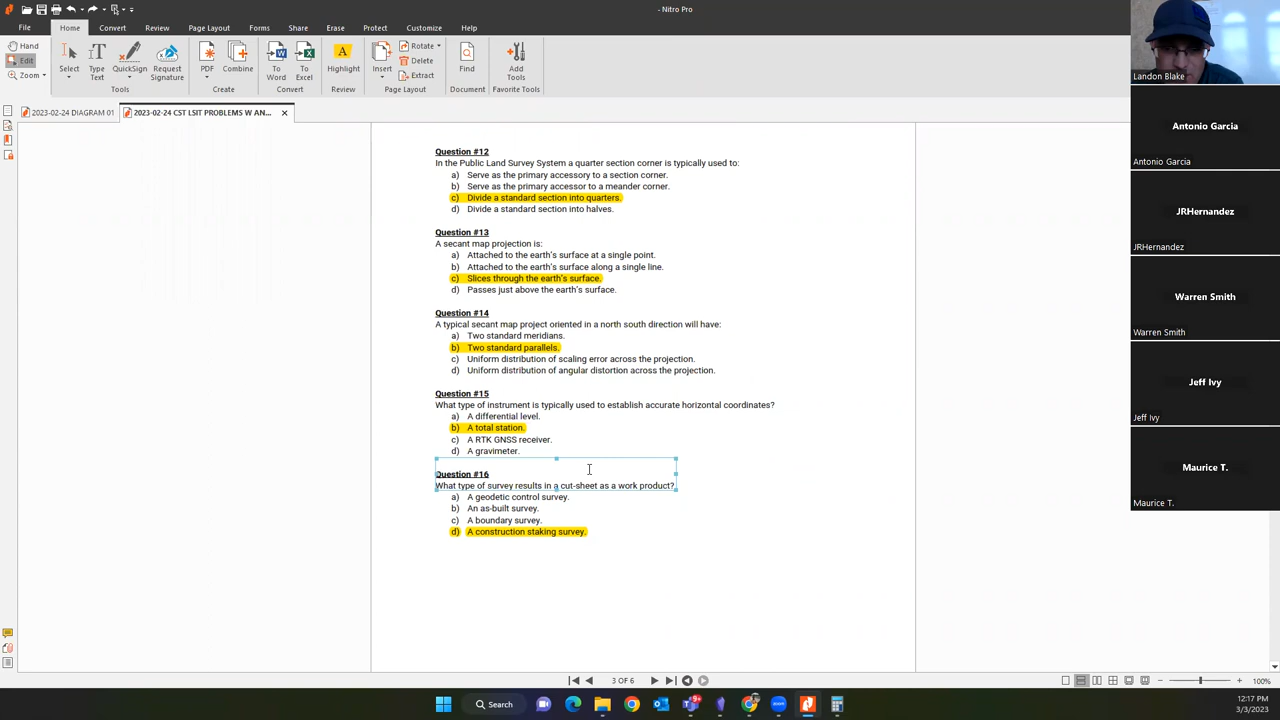 - Nitro Pro
File
Home
Convert
Review
Page Layout
Forms
Share
Erase
Protect
Customize
Help
Hand
Edit
Zoom
Select
Type Text
QuickSign
Request Signature
Tools
PDF
Combine
Create
To Word
To Excel
Convert
Highlight
Review
Insert
Rotate
Delete
Extract
Page Layout
Find
Document
Add Tools
Favorite Tools
2023-02-24 DIAGRAM 01
2023-02-24 CST LSIT PROBLEMS W AN...
Question #12
In the Public Land Survey System a quarter section corner is typically used to:
a) Serve as the primary accessory to a section corner.
b) Serve as the primary accessor to a meander corner.
c) Divide a standard section into quarters.
d) Divide a standard section into halves.
Question #13
A secant map projection is:
a) Attached to the earth's surface at a single point.
b) Attached to the earth's surface along a single line.
c) Slices through the earth's surface.
d) Passes just above the earth's surface.
Question #14
A typical secant map project oriented in a north south direction will have:
a) Two standard meridians.
b) Two standard parallels.
c) Uniform distribution of scaling error across the projection.
d) Uniform distribution of angular distortion across the projection.
Question #15
What type of instrument is typically used to establish accurate horizontal coordinates?
a) A differential level.
b) A total station.
c) A RTK GNSS receiver.
d) A gravimeter.
Question #16
What type of survey results in a cut-sheet as a work product?
a) A geodetic control survey.
b) An as-built survey.
c) A boundary survey.
d) A construction staking survey.
Landon Blake
Antonio Garcia
Antonio Garcia
JRHernandez
JRHernandez
Warren Smith
Warren Smith
Jeff Ivy
Jeff Ivy
Maurice T.
Maurice T.
3 OF 6
100%
Search
zoom
12:17 PM
3/3/2023